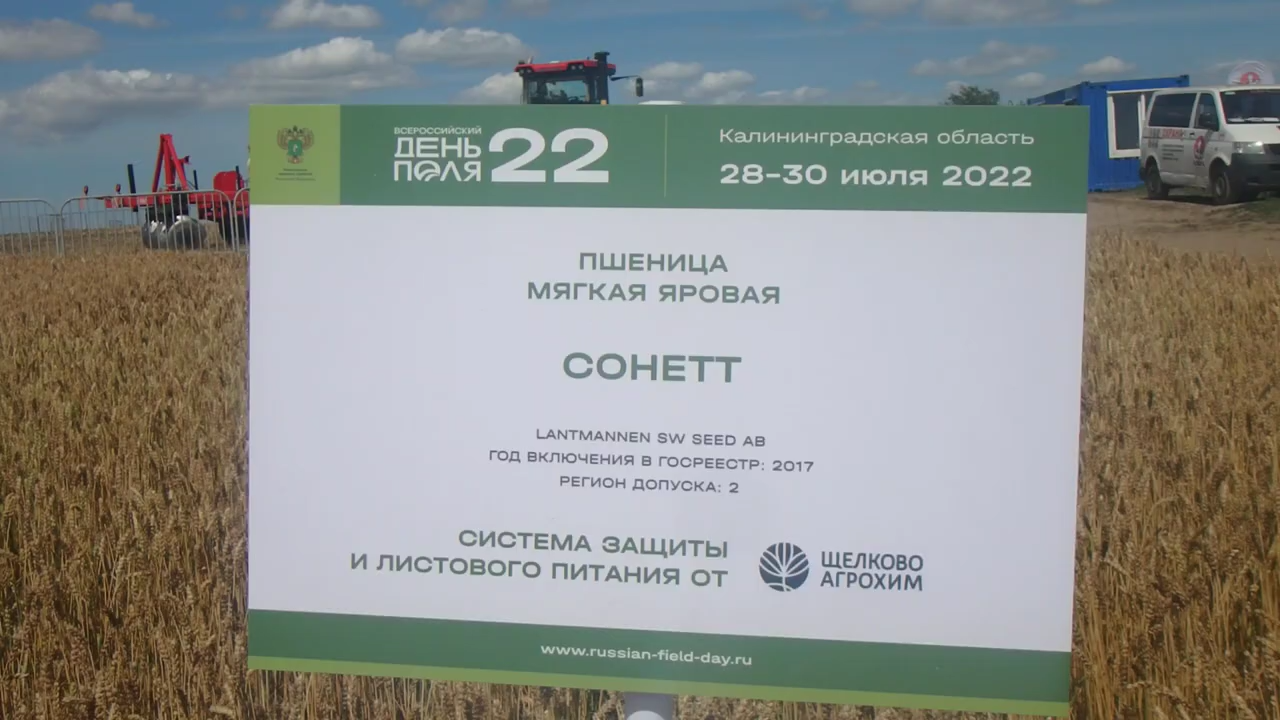 ВСЕРОССИЙСКИЙ
ДЕНЬ
ПОЛЯ
22
Калининградская область
28-30 июля 2022
ПШЕНИЦА
МЯГКАЯ ЯРОВАЯ
СОНЕТТ
LANTMANNEN SW SEED AB
ГОД ВКЛЮЧЕНИЯ В ГОСРЕЕСТР: 2017
РЕГИОН ДОПУСКА: 2
СИСТЕМА ЗАЩИТЫ
И ЛИСТОВОГО ПИТАНИЯ ОТ
ЩЕЛКОВО
АГРОХИМ
www.russian-field-day.ru